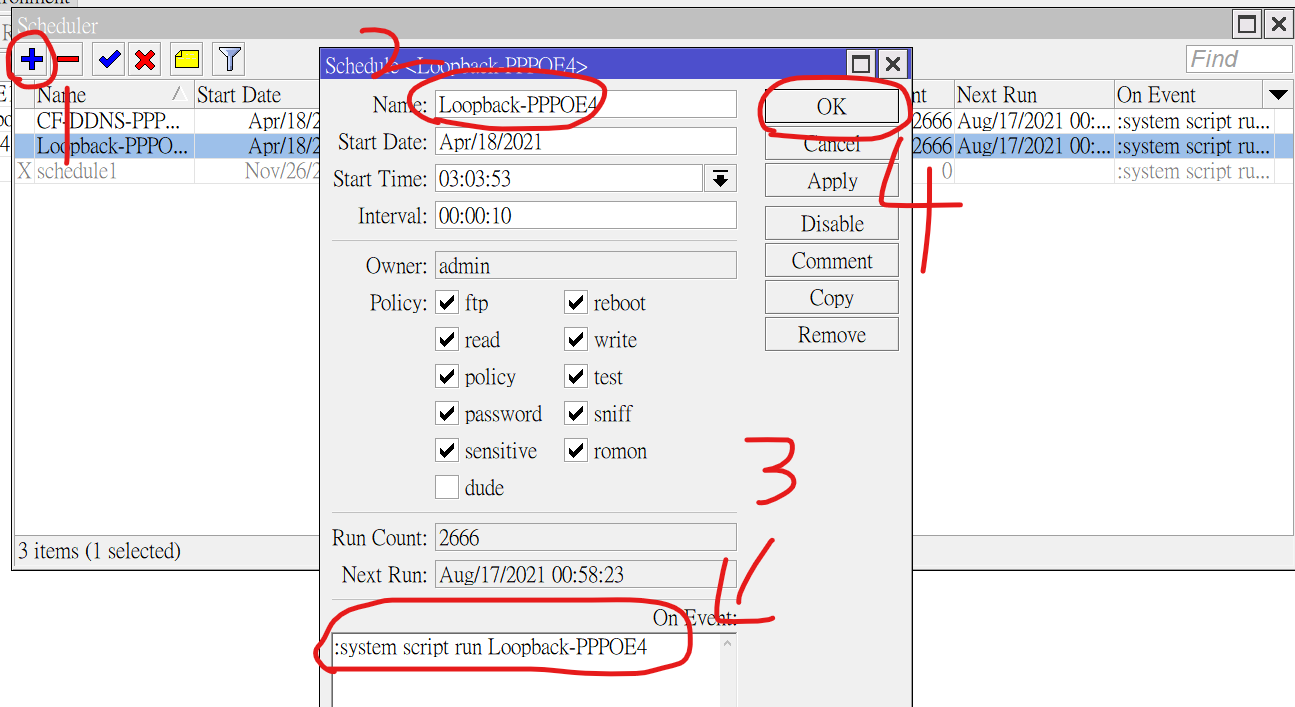 Scheduler
Find
Name
Start Date
nt
Next Run
On Event
CF-DDNS-PPP...
Apr/18/2
2666
Aug/17/2021 00:...
:system script ru...
Loopback-PPPO...
Apr/18/2
2666
Aug/17/2021 00:...
:system script ru...
X schedule1
Nov/26/2
0
:system script ru...
3 items (1 selected)
1
2
Schedule <Loopback-PPPOE4>
Name: Loopback-PPPOE4
Start Date: Apr/18/2021
Start Time: 03:03:53
Interval: 00:00:10
Owner: admin
Policy: ftp reboot
read write
policy test
password sniff
sensitive romon
dude
Run Count: 2666
Next Run: Aug/17/2021 00:58:23
On Event:
:system script run Loopback-PPPOE4
3
OK
Cancel
Apply
Disable
Comment
Copy
Remove
4